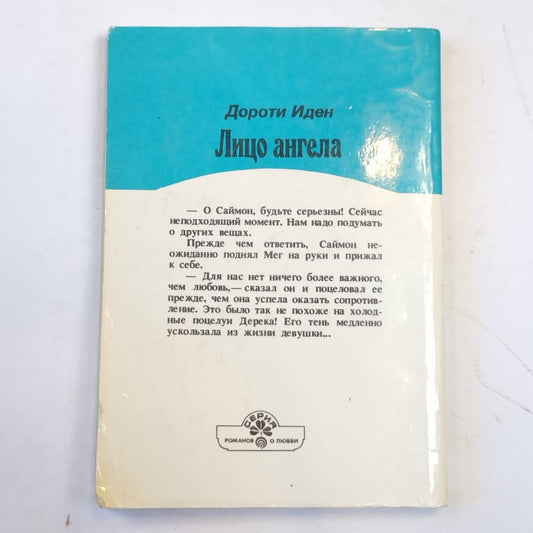 Дороти Иден
Лицо ангела
— О Саймон, будьте серьезны! Сейчас
неподходящий момент. Нам надо подумать
о других вещах.
Прежде чем ответить, Саймон не-
ожиданно поднял Мег на руки и прижал
к себе.
— Для нас нет ничего более важного,
чем любовь,— сказал он и поцеловал ее
прежде, чем она успела оказать сопротив-
ление. Это было так не похоже на холод-
ные поцелуи Дерека! Его тень медленно
ускользала из жизни девушки...
СЕРИЯ
РОМАНОВ О ЛЮБВИ